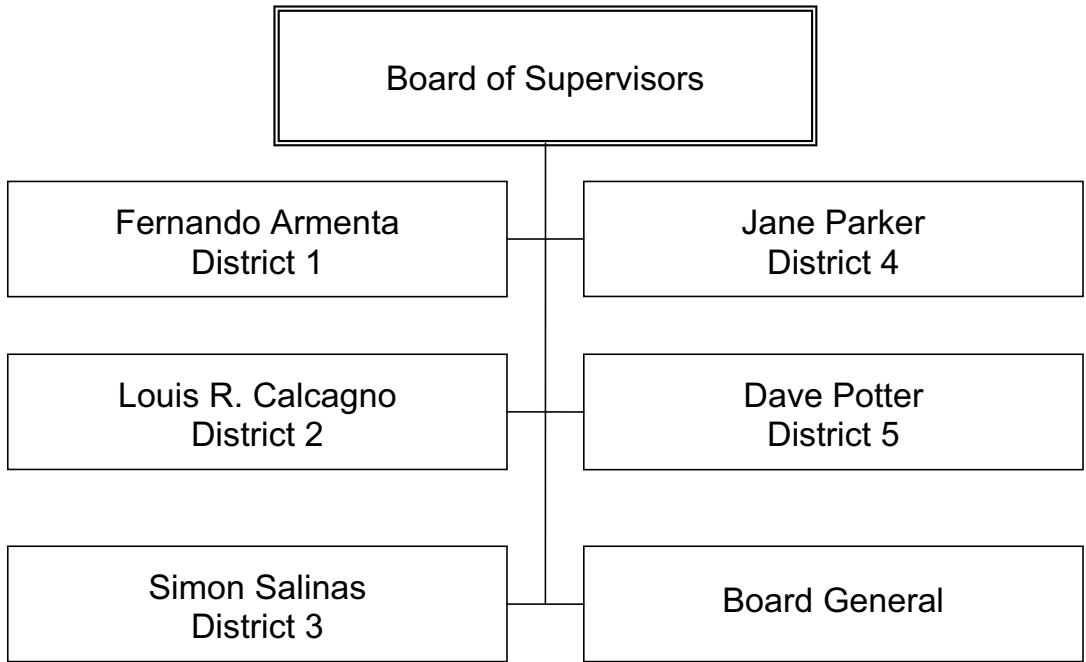 Board of Supervisors
Fernando Armenta
District 1
Jane Parker
District 4
Louis R. Calcagno
District 2
Dave Potter
District 5
Simon Salinas
District 3
Board General